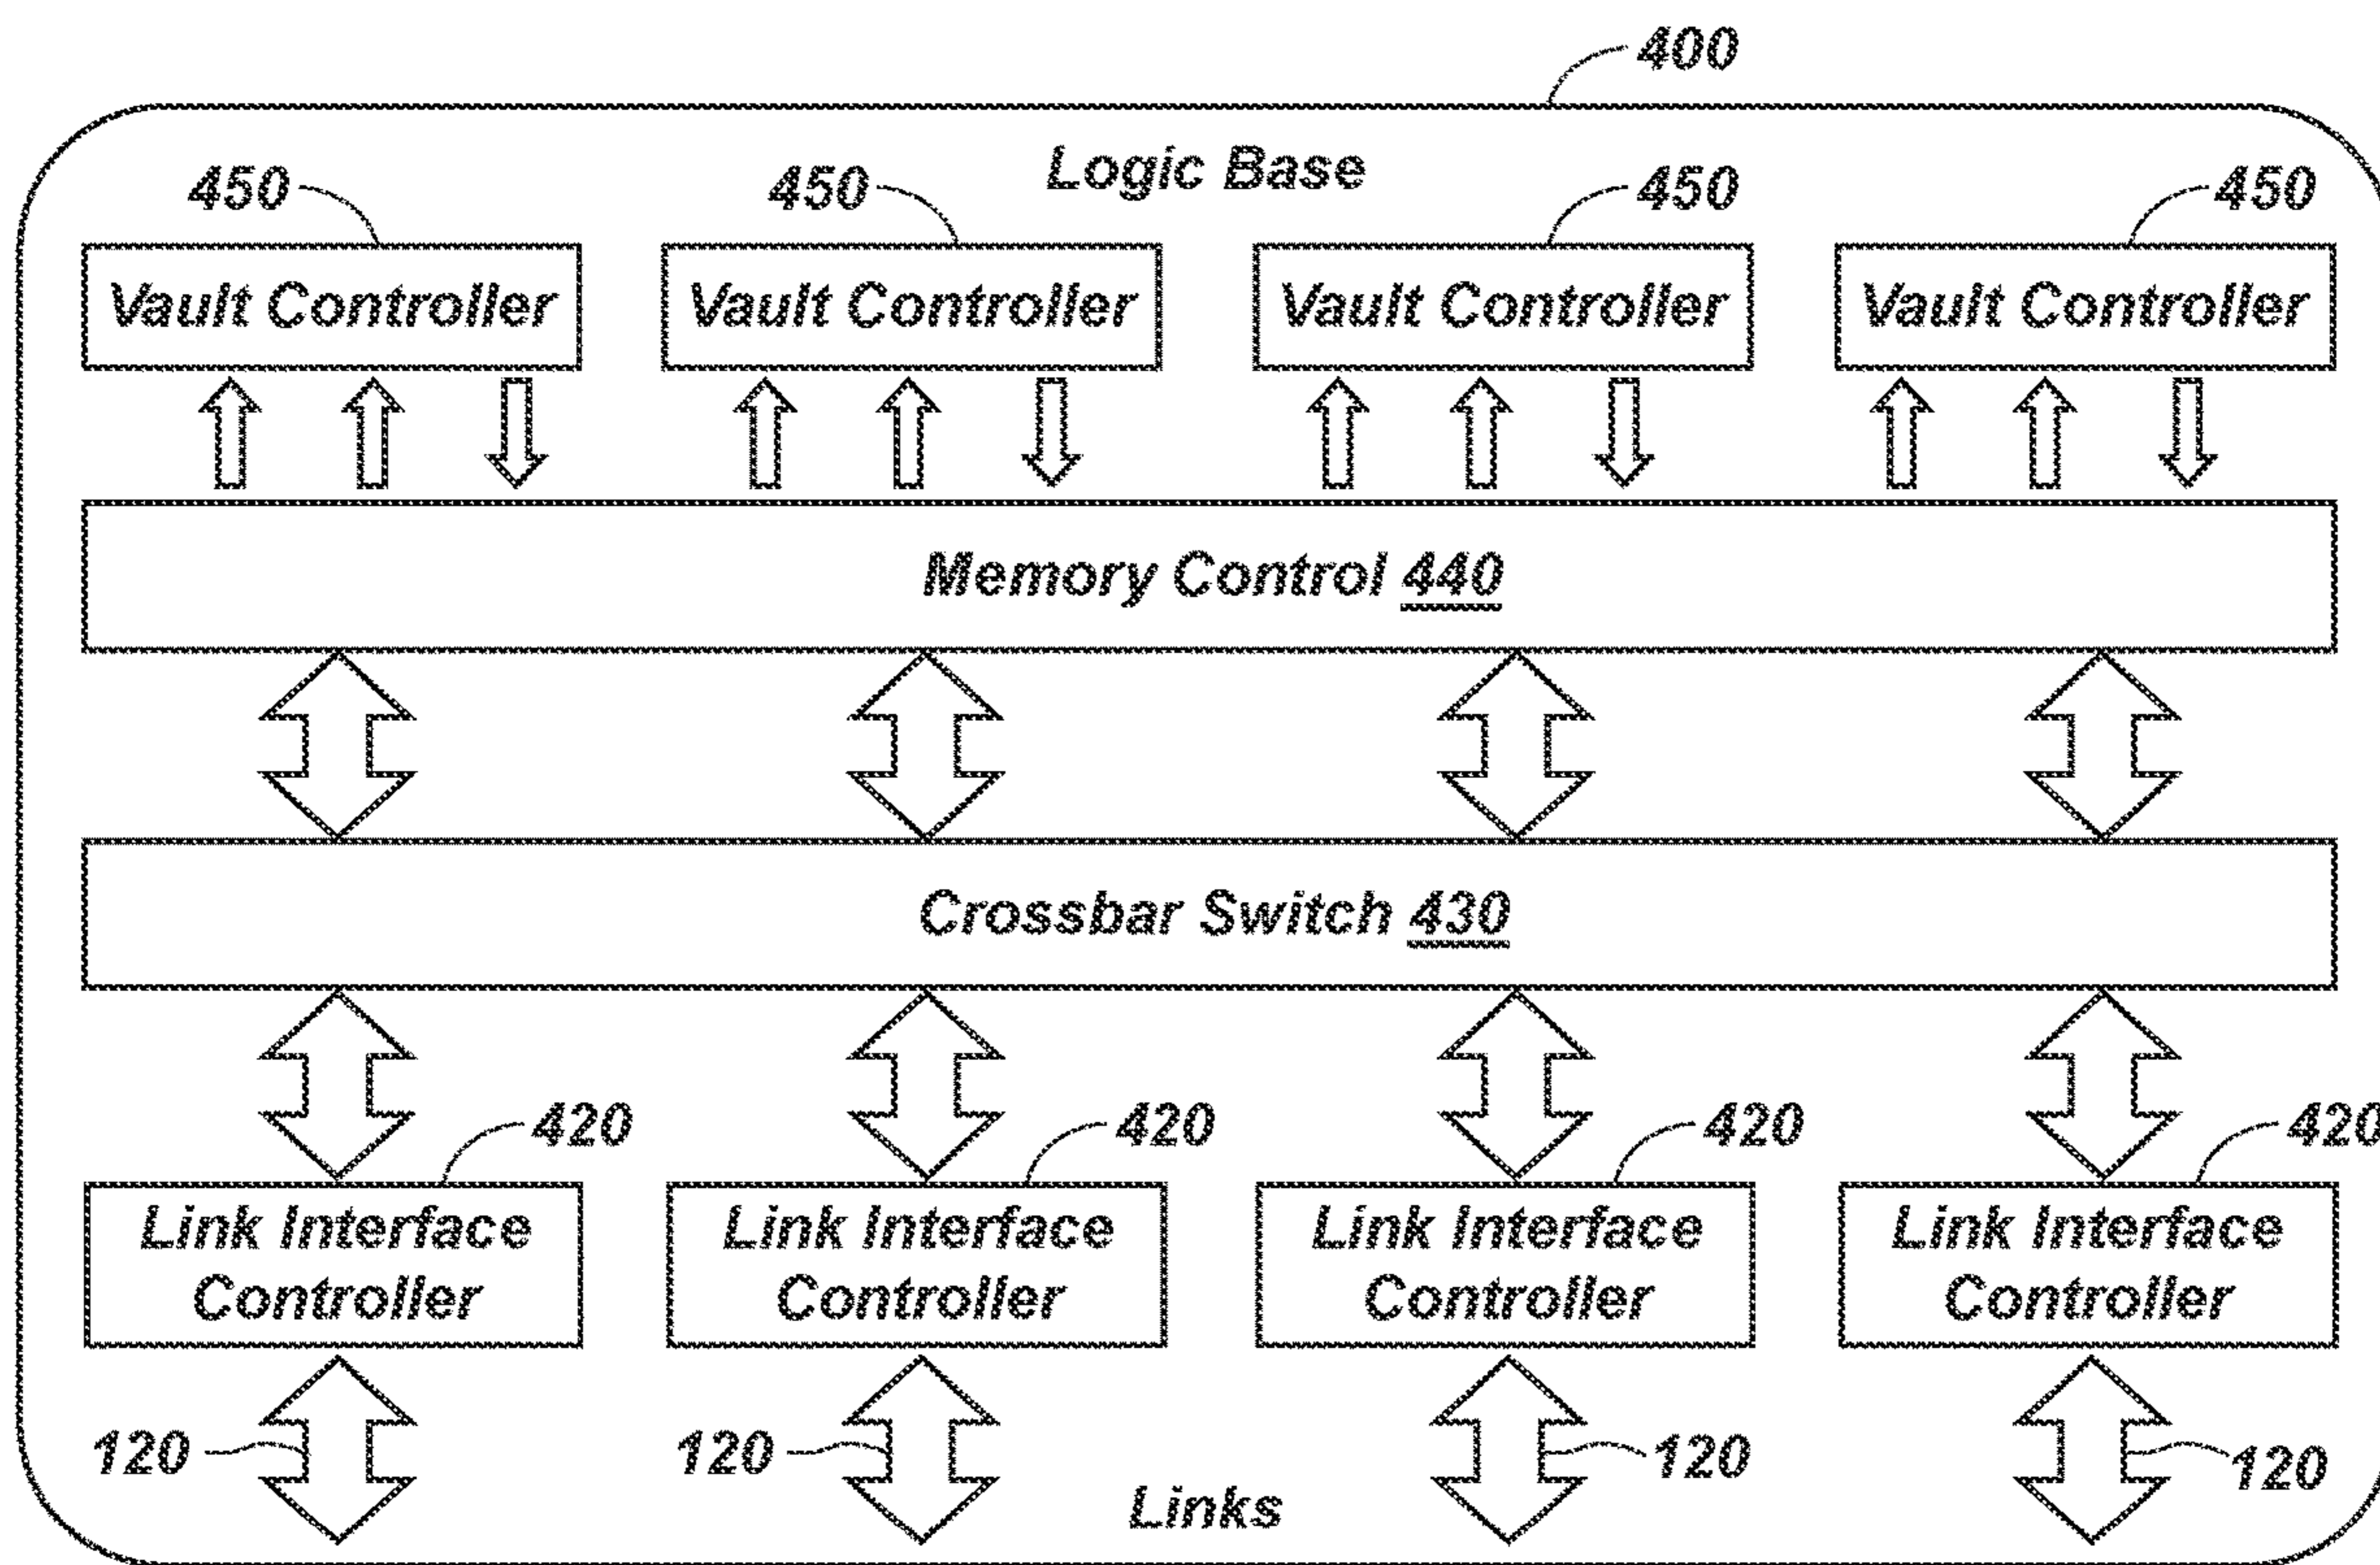 400
Logic Base
450 450 450 450
Vault Controller Vault Controller Vault Controller Vault Controller
Memory Control 440
Crossbar Switch 430
420 420 420 420
Link Interface Controller
Link Interface Controller
Link Interface Controller
Link Interface Controller
120 120 120 120
Links